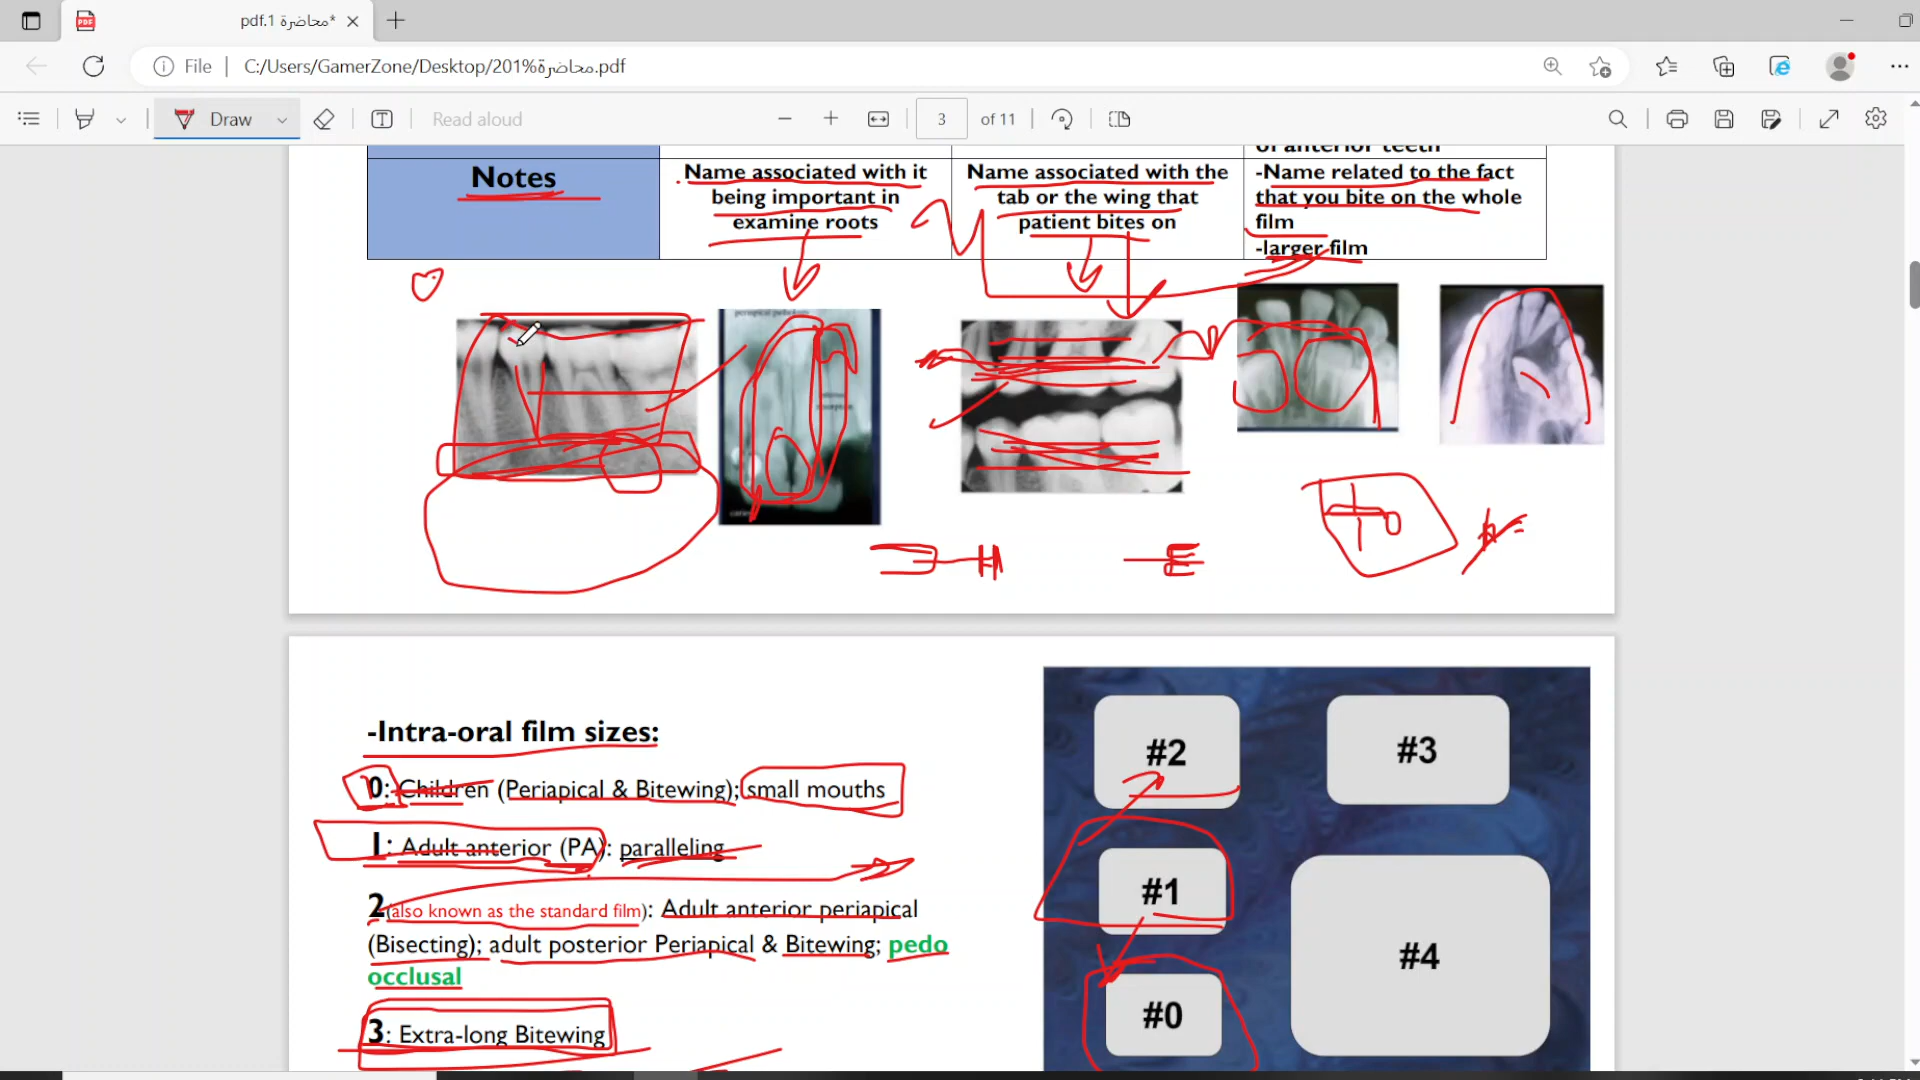 محاضرة 1.pdf*
File
C:/Users/GamerZone/Desktop/201%محاضرة.pdf
Draw
Read aloud
3
of 11
of anterior teeth
Notes
Name associated with it
being important in
examine roots
Name associated with the
tab or the wing that
patient bites on
-Name related to the fact
that you bite on the whole
film
-larger film
-Intra-oral film sizes:
0: Children (Periapical & Bitewing); small mouths
1: Adult anterior (PA): paralleling
2(also known as the standard film): Adult anterior periapical
(Bisecting); adult posterior Periapical & Bitewing; pedo
occlusal
3: Extra-long Bitewing
#2
#3
#1
#4
#0